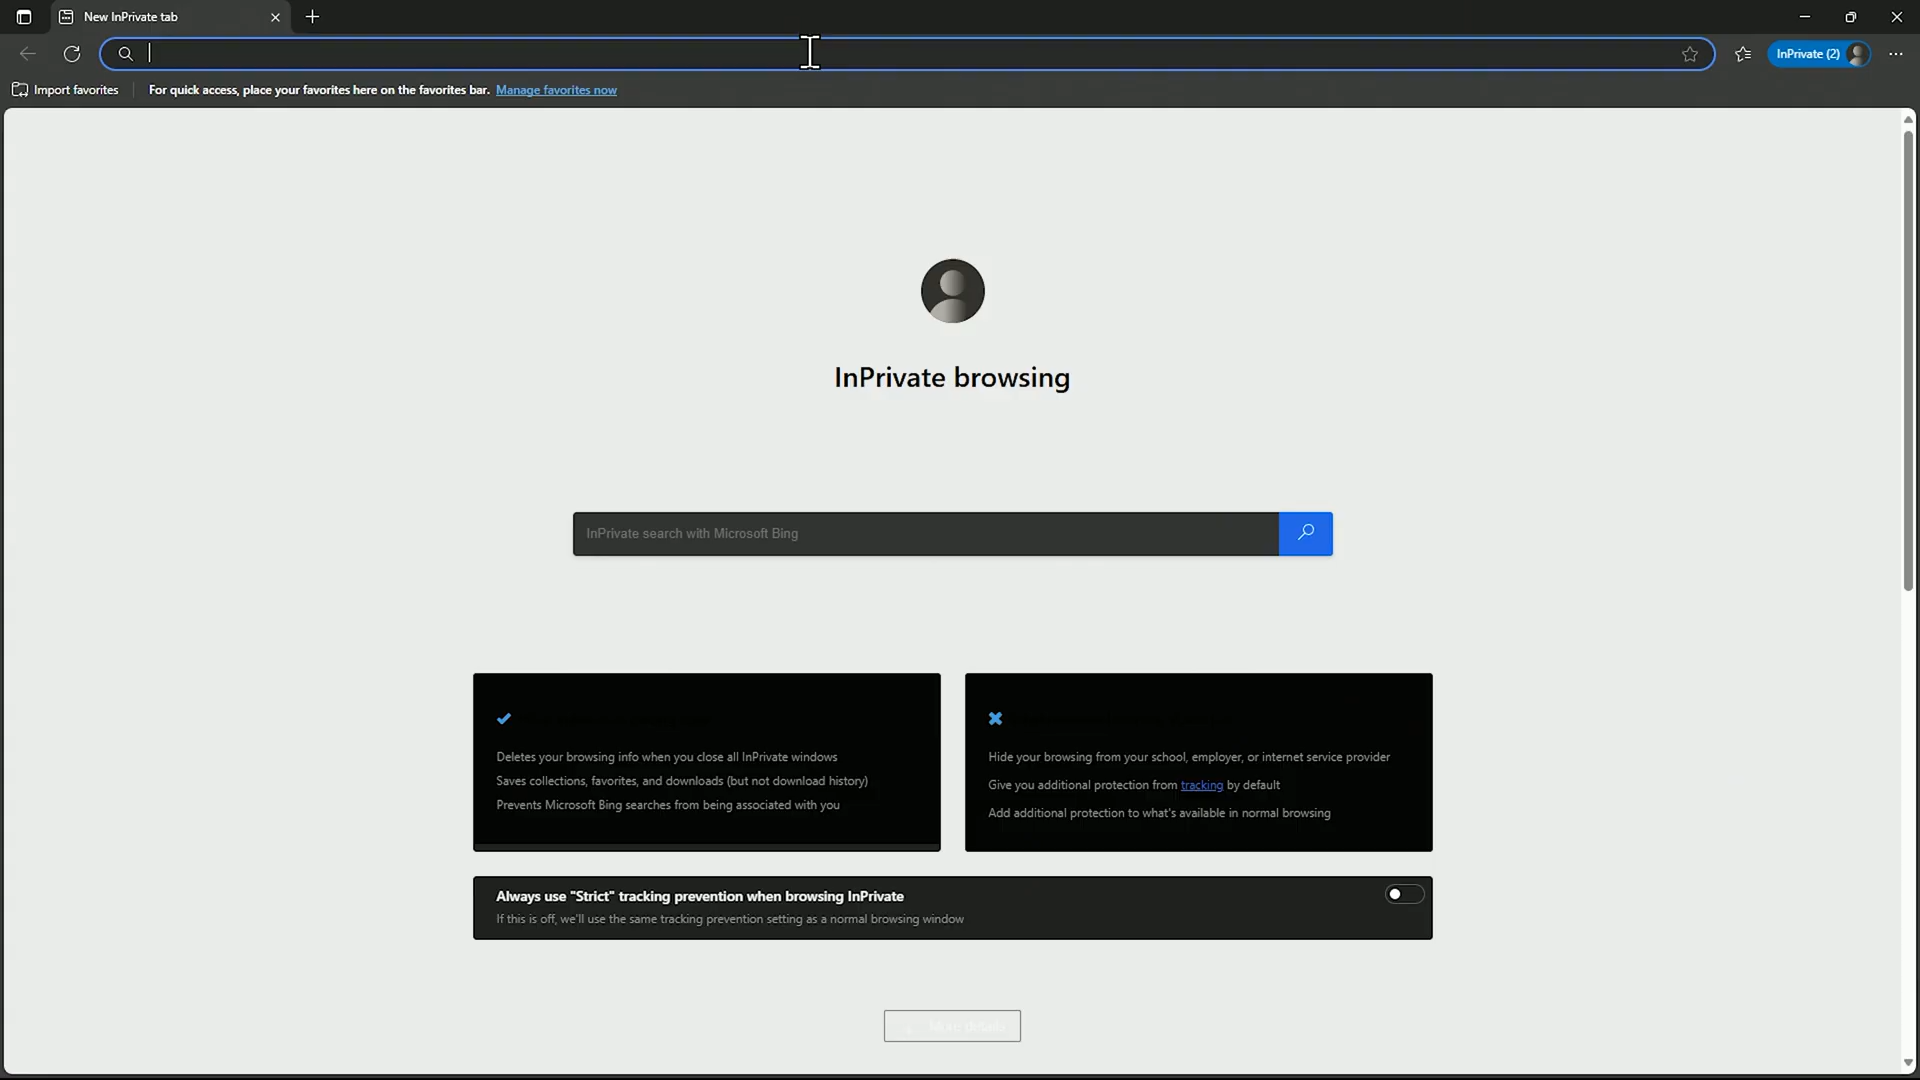 New InPrivate tab
InPrivate (2)
Import favorites
For quick access, place your favorites here on the favorites bar. Manage favorites now
InPrivate browsing
InPrivate search with Microsoft Bing
Deletes your browsing info when you close all InPrivate windows
Saves collections, favorites, and downloads (but not download history)
Prevents Microsoft Bing searches from being associated with you
Hide your browsing from your school, employer, or internet service provider
Give you additional protection from tracking by default
Add additional protection to what's available in normal browsing
Always use "Strict" tracking prevention when browsing InPrivate
If this is off, we'll use the same tracking prevention setting as a normal browsing window
More details